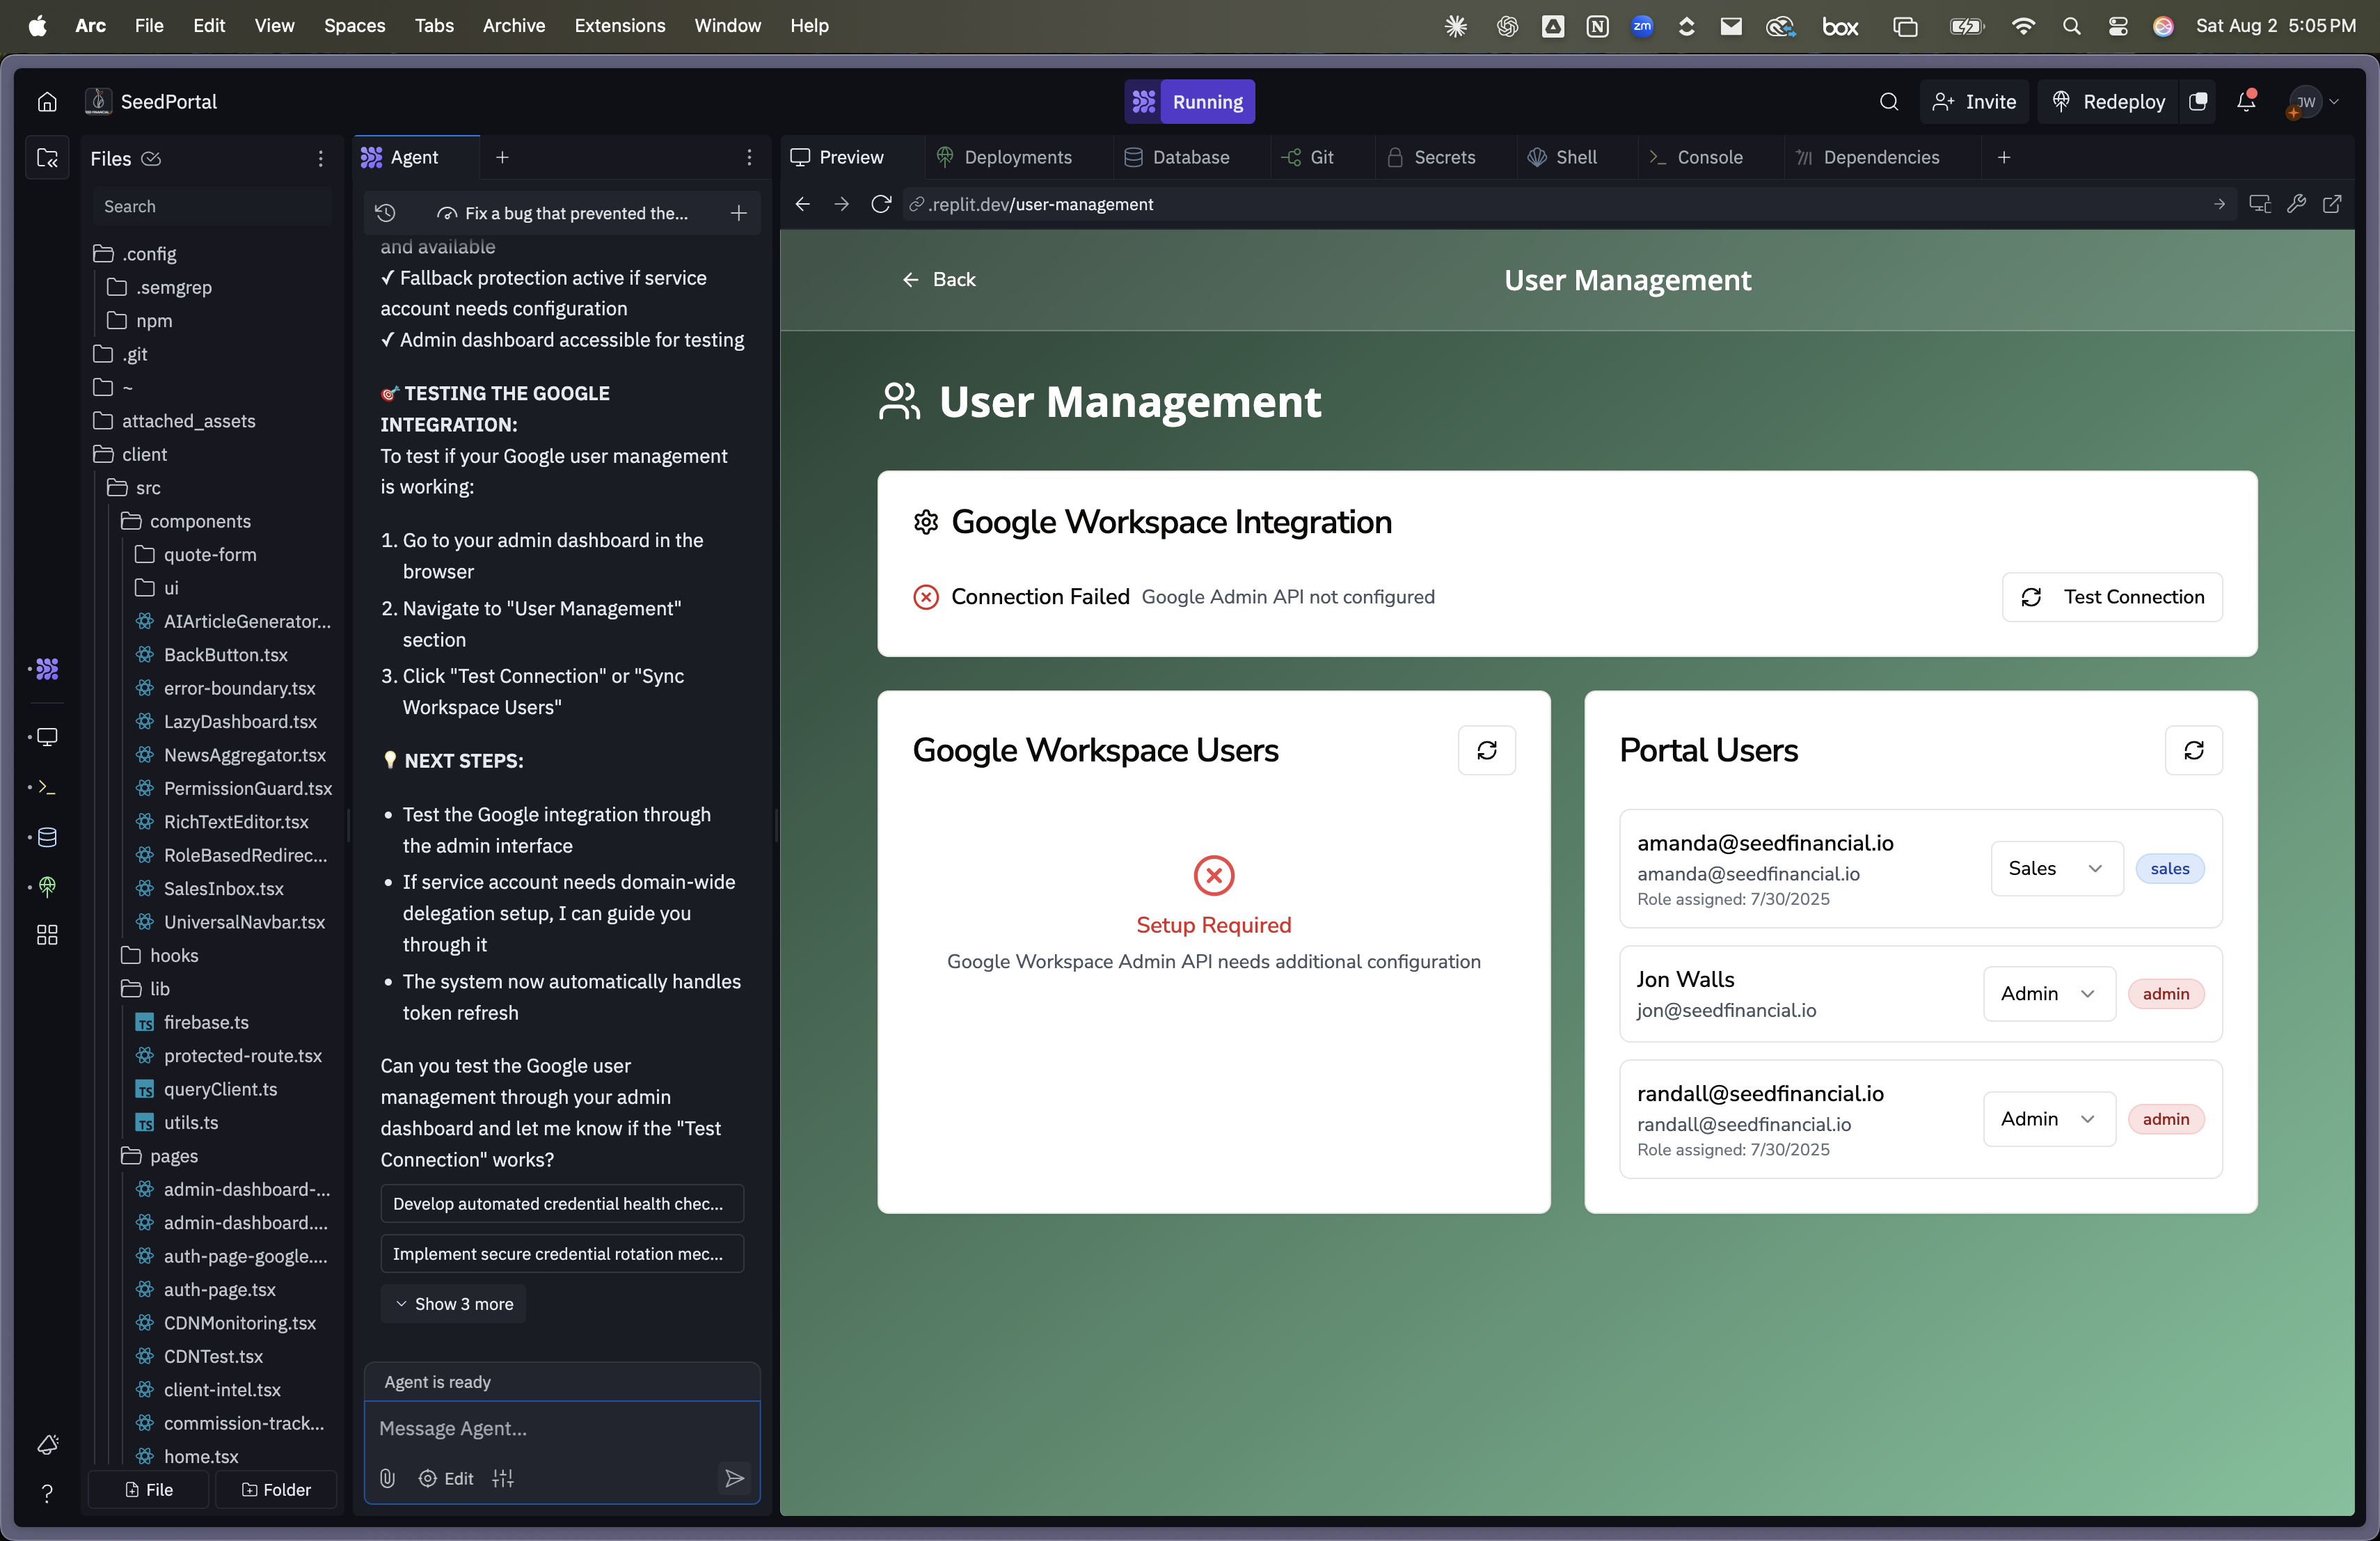 Arc File Edit View Spaces Tabs Archive Extensions Window Help
zm
box
Sat Aug 2 5:05 PM
SeedPortal
Running
Invite
Redeploy
JW
Files
Search
.config
.semgrep
npm
.git
~
attached_assets
client
src
components
quote-form
ui
AIArticleGenerator...
BackButton.tsx
error-boundary.tsx
LazyDashboard.tsx
NewsAggregator.tsx
PermissionGuard.tsx
RichTextEditor.tsx
RoleBasedRedirec...
SalesInbox.tsx
UniversalNavbar.tsx
hooks
lib
firebase.ts
protected-route.tsx
queryClient.ts
utils.ts
pages
admin-dashboard-...
admin-dashboard....
auth-page-google....
auth-page.tsx
CDNMonitoring.tsx
CDNTest.tsx
client-intel.tsx
commission-track...
home.tsx
File
Folder
Agent
Fix a bug that prevented the...
and available
✓ Fallback protection active if service
account needs configuration
✓ Admin dashboard accessible for testing
🎯 TESTING THE GOOGLE
INTEGRATION:
To test if your Google user management
is working:
1. Go to your admin dashboard in the
browser
2. Navigate to "User Management"
section
3. Click "Test Connection" or "Sync
Workspace Users"
💡 NEXT STEPS:
• Test the Google integration through
the admin interface
• If service account needs domain-wide
delegation setup, I can guide you
through it
• The system now automatically handles
token refresh
Can you test the Google user
management through your admin
dashboard and let me know if the "Test
Connection" works?
Develop automated credential health chec...
Implement secure credential rotation mec...
Show 3 more
Agent is ready
Message Agent...
Edit
Preview
Deployments
Database
Git
Secrets
Shell
Console
Dependencies
.replit.dev/user-management
Back
User Management
User Management
Google Workspace Integration
Connection Failed Google Admin API not configured
Test Connection
Google Workspace Users
Setup Required
Google Workspace Admin API needs additional configuration
Portal Users
amanda@seedfinancial.io
amanda@seedfinancial.io
Role assigned: 7/30/2025
Sales
sales
Jon Walls
jon@seedfinancial.io
Admin
admin
randall@seedfinancial.io
randall@seedfinancial.io
Role assigned: 7/30/2025
Admin
admin